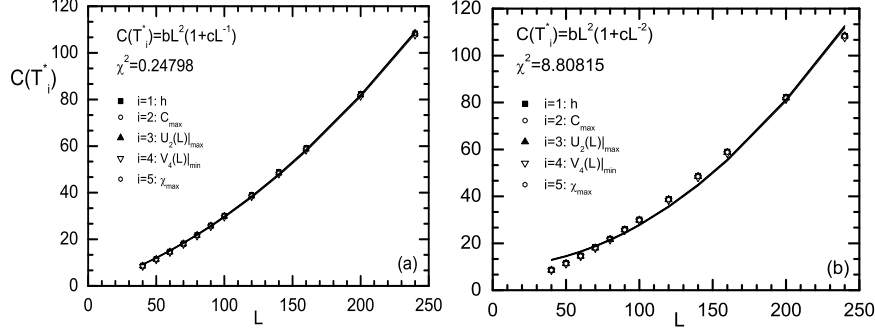 C(T*i)
120
100
80
60
40
20
0
C(T*i)=bL²(1+cL⁻¹)
χ²=0.24798
i=1: h
i=2: Cmax
i=3: U₂(L)|max
i=4: V₄(L)|min
i=5: χmax
(a)
0 50 100 150 200 250
L
120
100
80
60
40
20
0
C(T*i)=bL²(1+cL⁻²)
χ²=8.80815
i=1: h
i=2: Cmax
i=3: U₂(L)|max
i=4: V₄(L)|min
i=5: χmax
(b)
0 50 100 150 200 250
L